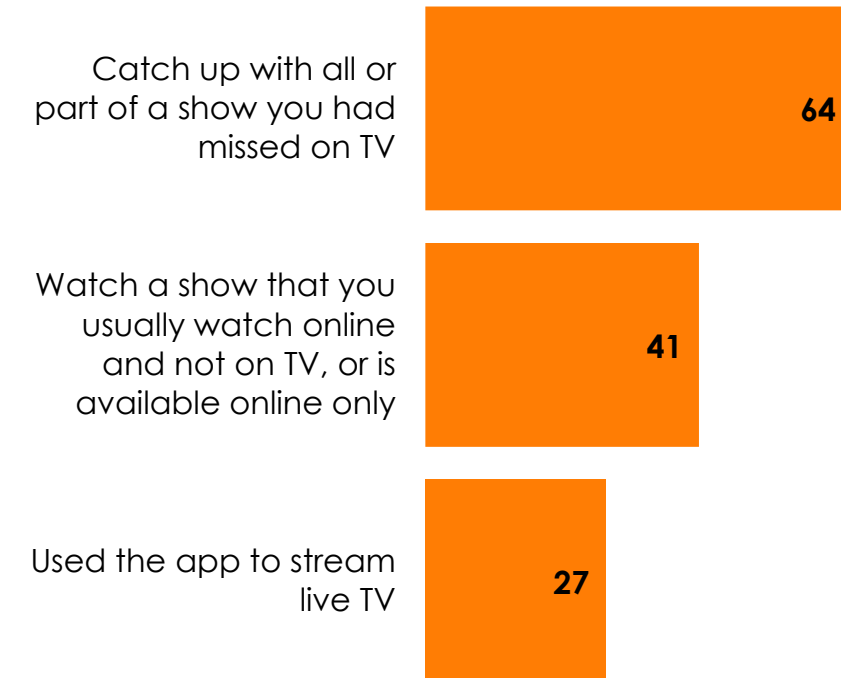 Catch up with all or
part of a show you had
missed on TV
64
Watch a show that you
usually watch online
and not on TV, or is
available online only
41
Used the app to stream
live TV
27